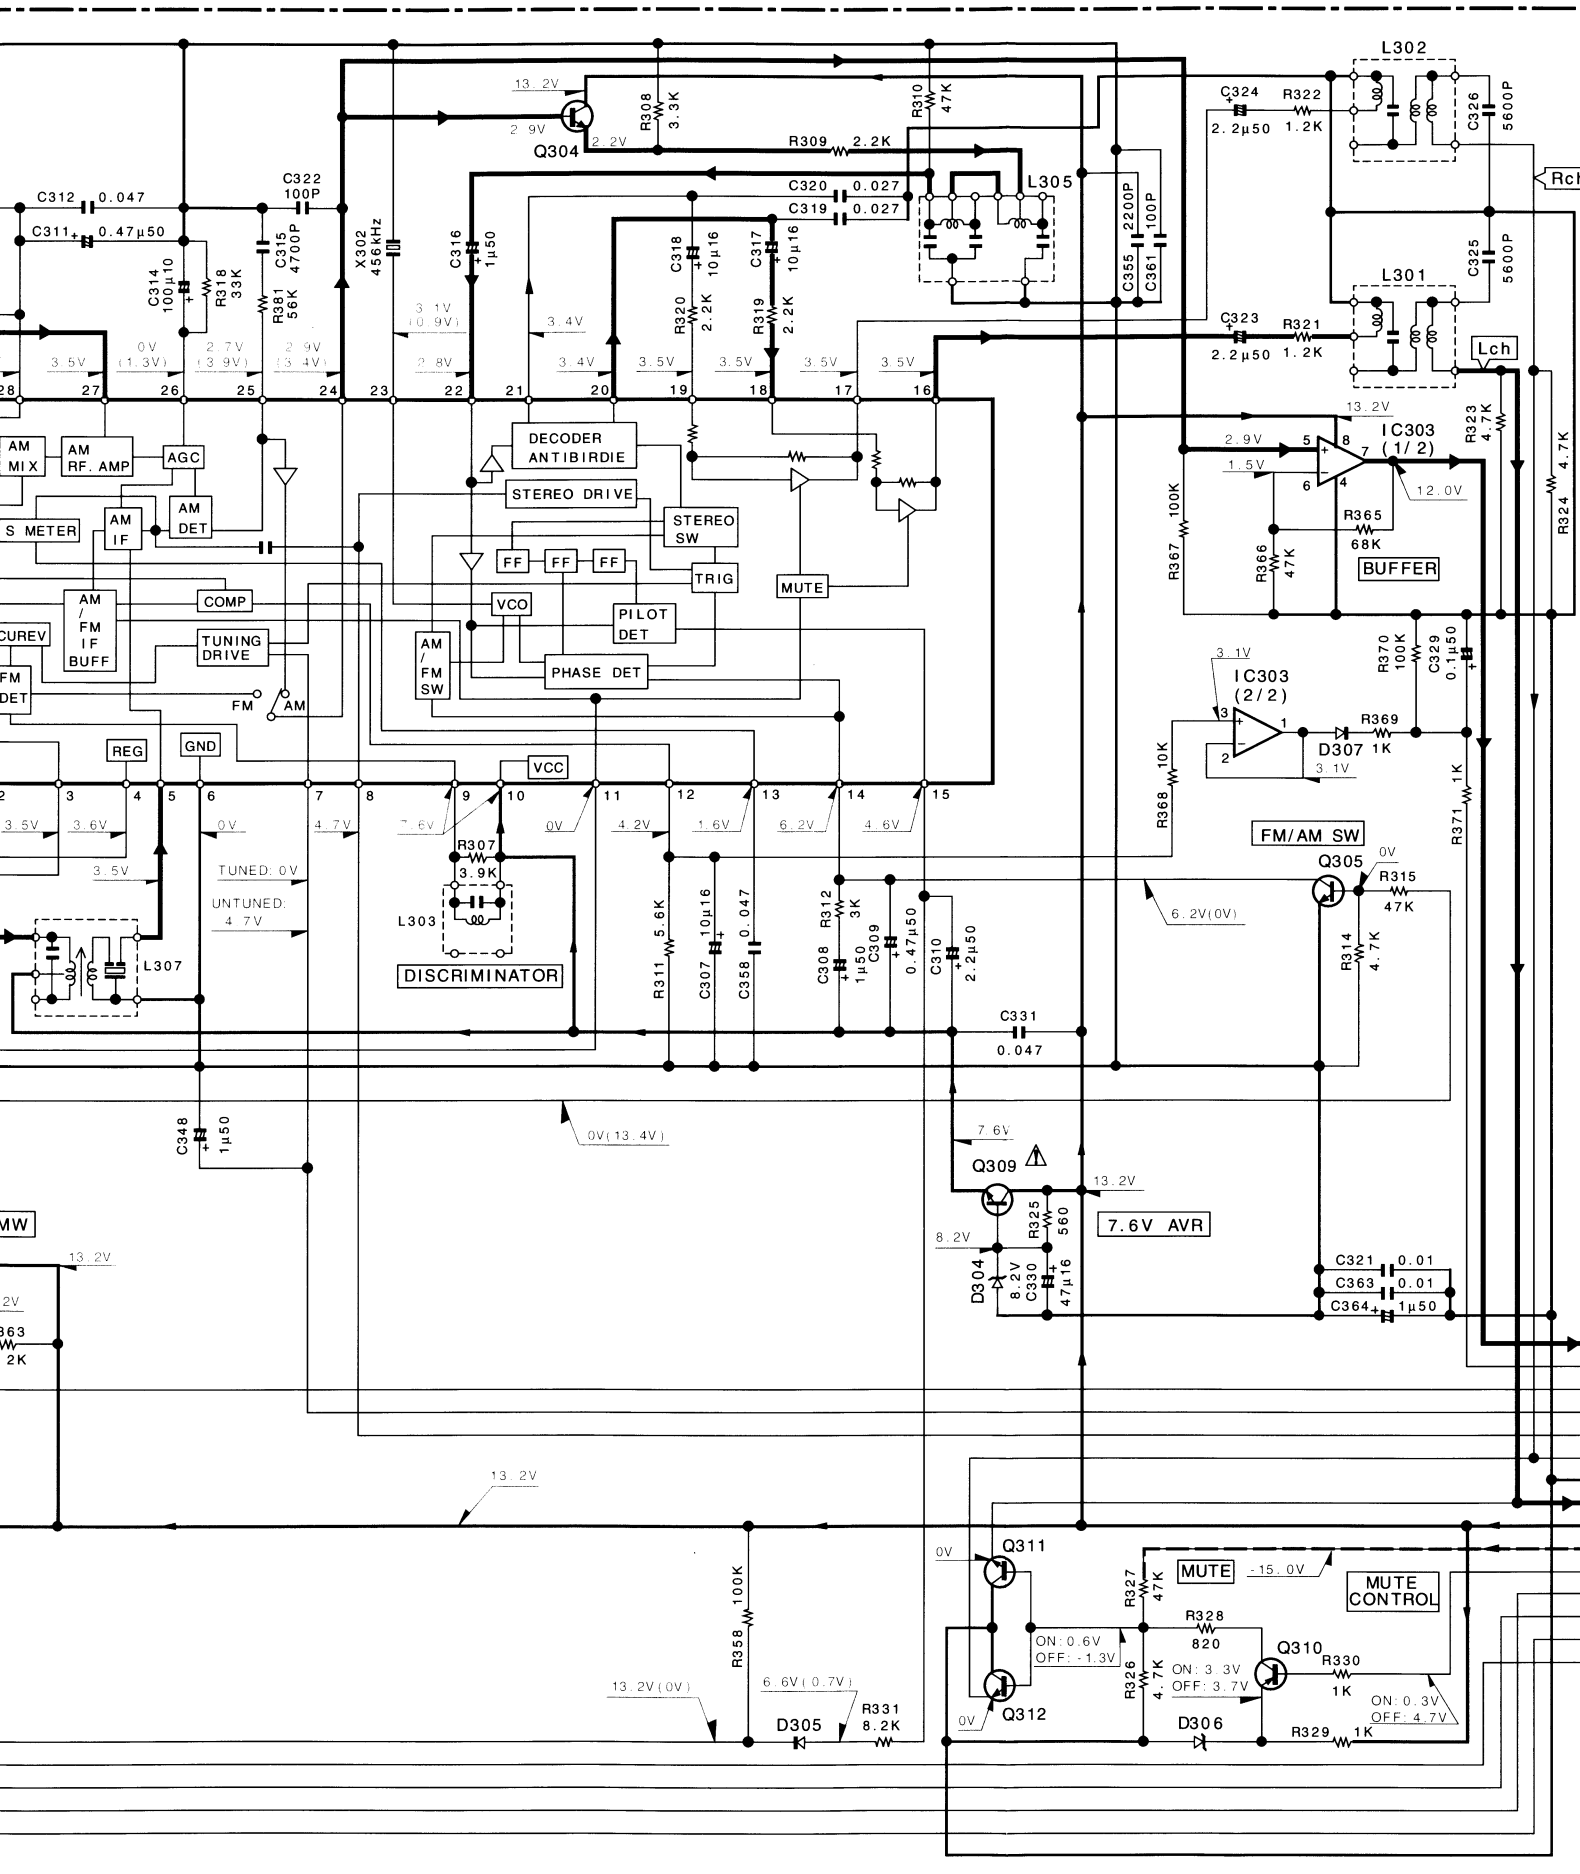 L302
13.2V
R308
3.3K
R310
47K
C324
2.2µ50
R322
1.2K
C326
5600P
2.9V
2.2V
Q304
R309 2.2K
C322
100P
C312 0.047
C320 0.027
C319 0.027
L305
C311 + 0.47µ50
C315
4700P
X302
456kHz
C316
1µ50
C318
10µ16
C317
10µ16
2200P
C355
100P
C361
C325
5600P
L301
C314
100µ10
R318
33K
R381
56K
R320
2.2K
R319
2.2K
3.1V
(0.9V)
3.4V
C323
2.2µ50
R321
1.2K
Lch
3.5V
0V
(1.3V)
2.7V
(3.9V)
2.9V
(3.4V)
2.8V
3.4V
3.5V
3.5V
3.5V
3.5V
28 27 26 25 24 23 22 21 20 19 18 17 16
13.2V
R323
4.7K
4.7K
R324
IC303
(1/2)
2.9V
1.5V
5 8 7 6 4
12.0V
AM
MIX
AM
RF. AMP
AGC
DECODER
ANTIBIRDIE
STEREO DRIVE
S METER
AM
IF
AM
DET
STEREO
SW
FF FF FF
TRIG
MUTE
100K
R367
R365
68K
R366
47K
BUFFER
AM
/
FM
IF
BUFF
COMP
VCO
PILOT
DET
CUREV
TUNING
DRIVE
FM
DET
AM
/
FM
SW
PHASE DET
FM AM
R370
100K
C329
0.1µ50
3.1V
IC303
(2/2)
3 1 2
D307
R369
1K
3.1V
REG
GND
VCC
R368 10K
R371 1K
2 3 4 5 6 7 8 9 10 11 12 13 14 15
3.5V
3.6V
0V
4.7V
7.6V
0V
4.2V
1.6V
6.2V
4.6V
FM/AM SW
R307
3.9K
3.5V
TUNED: 0V
UNTUNED:
4.7V
L303
Q305
0V
R315
47K
6.2V(0V)
R314
4.7K
DISCRIMINATOR
R311 5.6K
C307 10µ16
C358 0.047
R312
3K
C308
1µ50
C309
0.47µ50
C310
2.2µ50
L307
C331
0.047
C348
1µ50
0V(13.4V)
7.6V
Q309
13.2V
R325
560
7.6V AVR
MW
13.2V
8.2V
D304
8.2V
C330
47µ16
C321 0.01
C363 0.01
C364 + 1µ50
2K
13.2V
0V
Q311
R327
47K
MUTE
-15.0V
MUTE
CONTROL
R358 100K
ON: 0.6V
OFF: -1.3V
R328
820
R326
4.7K
ON: 3.3V
OFF: 3.7V
Q310
R330
1K
ON: 0.3V
OFF: 4.7V
13.2V(0V)
6.6V(0.7V)
D305
R331
8.2K
0V
Q312
D306
R329 1K